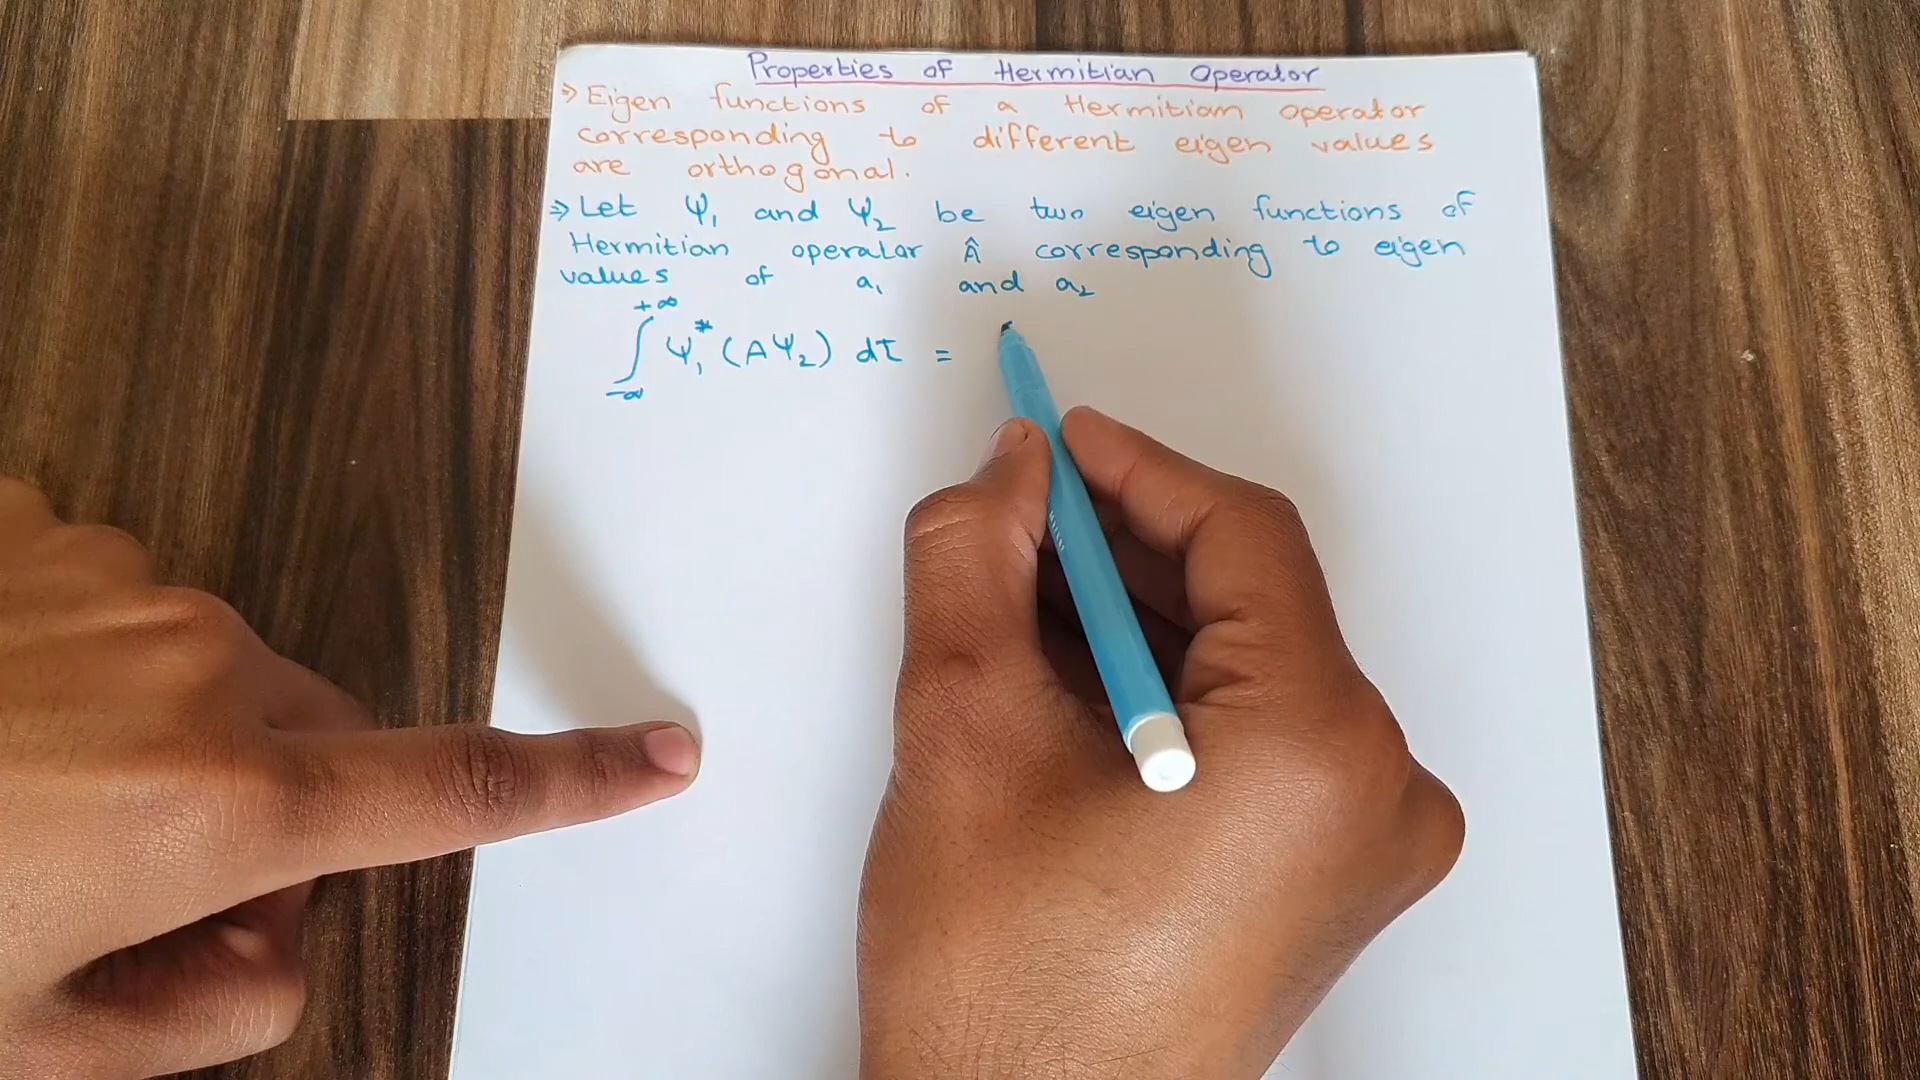 Properties of Hermitian Operator
⇒ Eigen functions of a Hermitian operator
corresponding to different eigen values
are orthogonal.
⇒ Let Ψ₁ and Ψ₂ be two eigen functions of
Hermitian operator Â corresponding to eigen
values of a₁ and a₂
∫₋∞⁺∞ Ψ₁* (AΨ₂) dτ =